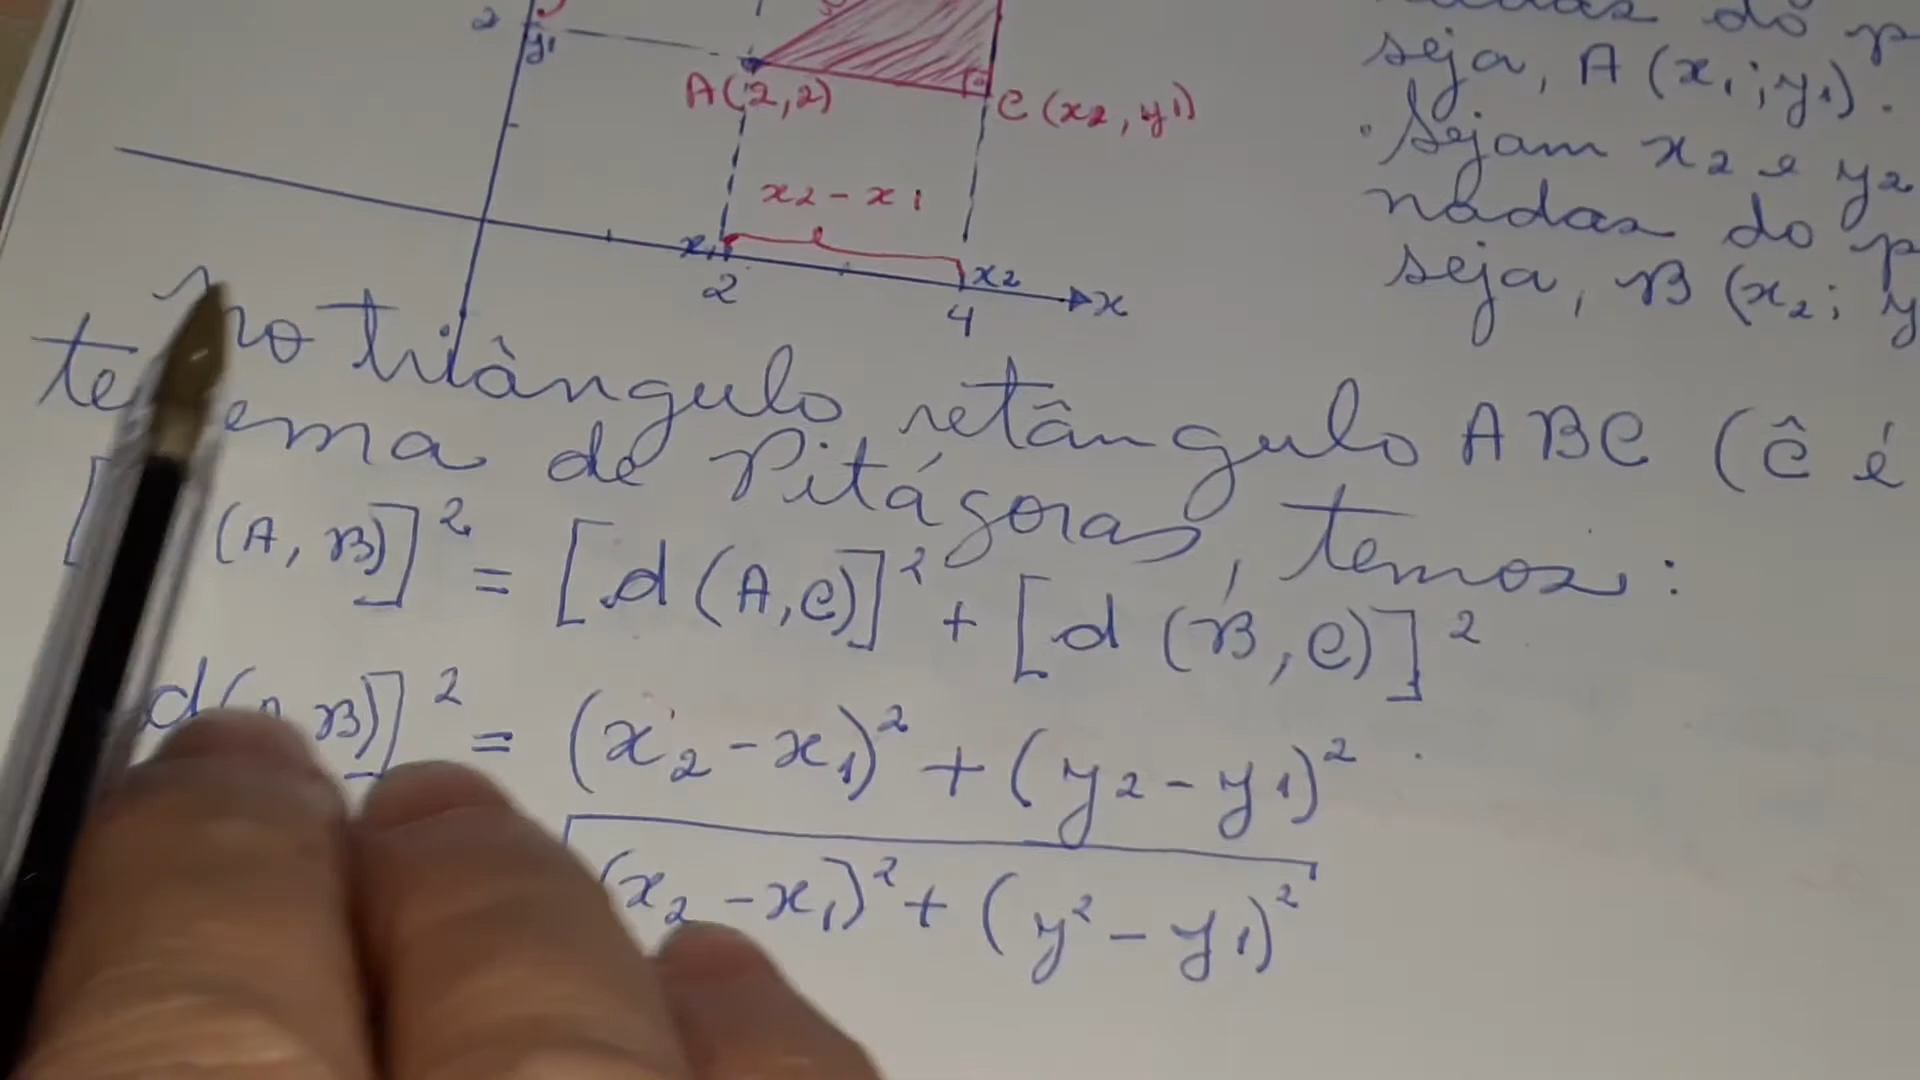 2
y1
A(2,2)
C(x2, y1)
x2 - x1
x1
x2
2
4
x
seja, A (x1; y1).
Sejam x2 e y2
nadas do
seja, B (x2;
No triângulo retângulo ABC (Ĉ é
de Pitágoras, temos:
(A, B)]² = [d (A,C)]² + [d (B,C)]²
B)]² = (x2 - x1)² + (y2 - y1)²
(x2 - x1)² + (y² - y1)²